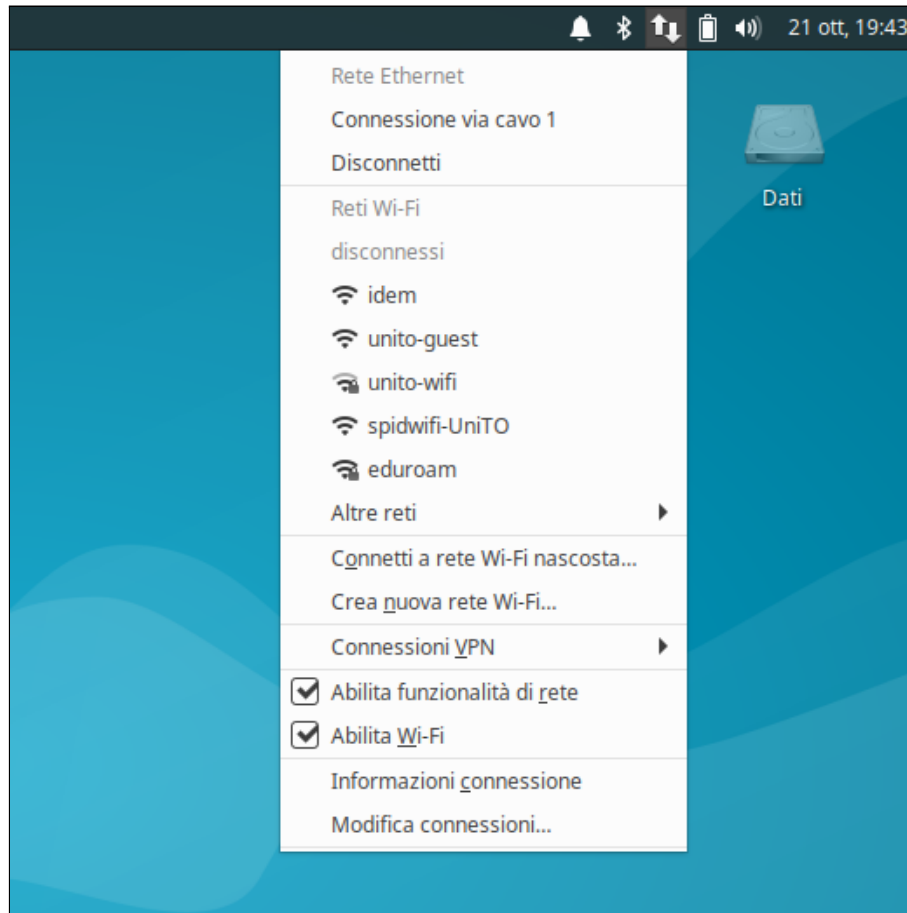 21 ott, 19:43
Rete Ethernet
Connessione via cavo 1
Disconnetti
Dati
Reti Wi-Fi
disconnessi
idem
unito-guest
unito-wifi
spidwifi-UniTO
eduroam
Altre reti
Connetti a rete Wi-Fi nascosta...
Crea nuova rete Wi-Fi...
Connessioni VPN
Abilita funzionalità di rete
Abilita Wi-Fi
Informazioni connessione
Modifica connessioni...